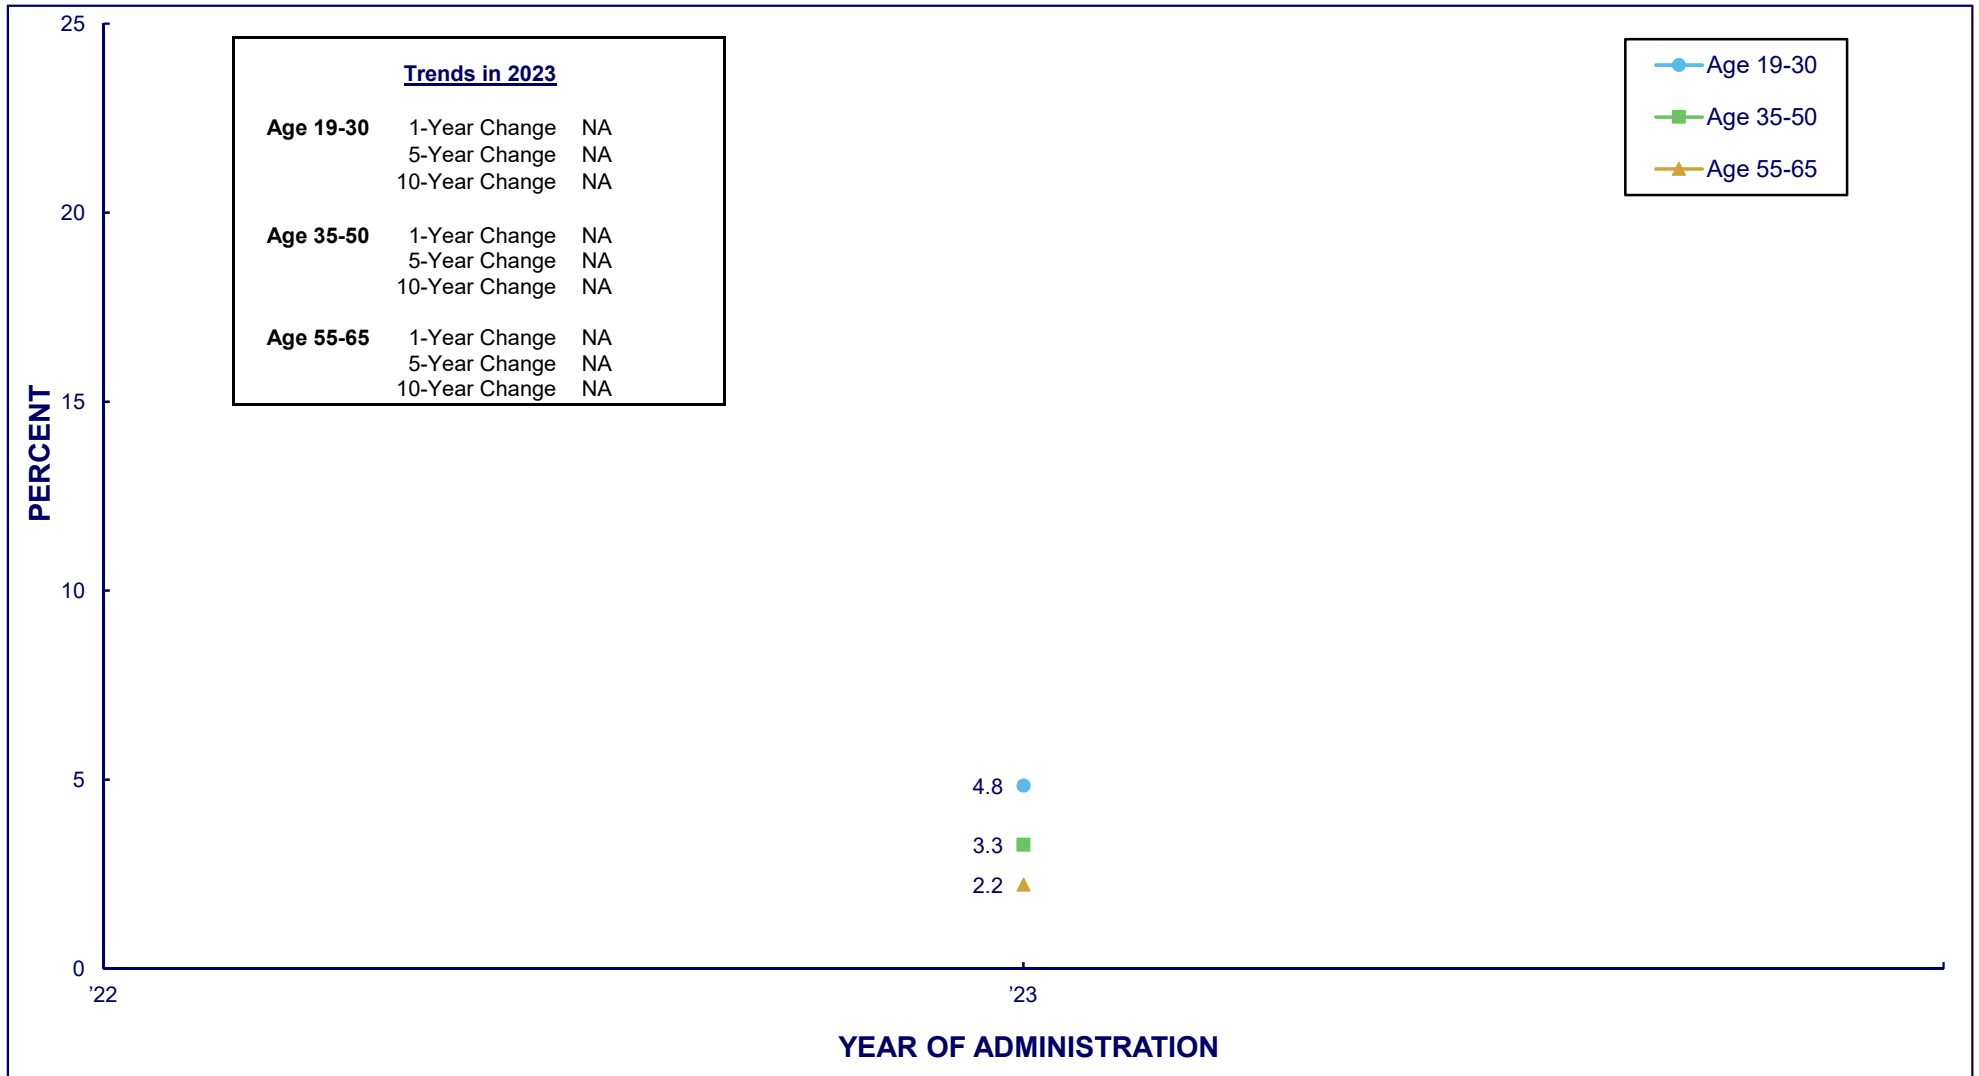 25
Trends in 2023
Age 19-30 1-Year Change NA
5-Year Change NA
10-Year Change NA
Age 35-50 1-Year Change NA
5-Year Change NA
10-Year Change NA
Age 55-65 1-Year Change NA
5-Year Change NA
10-Year Change NA
Age 19-30
Age 35-50
Age 55-65
20
15
10
5
0
PERCENT
4.8
3.3
2.2
’22 ’23
YEAR OF ADMINISTRATION